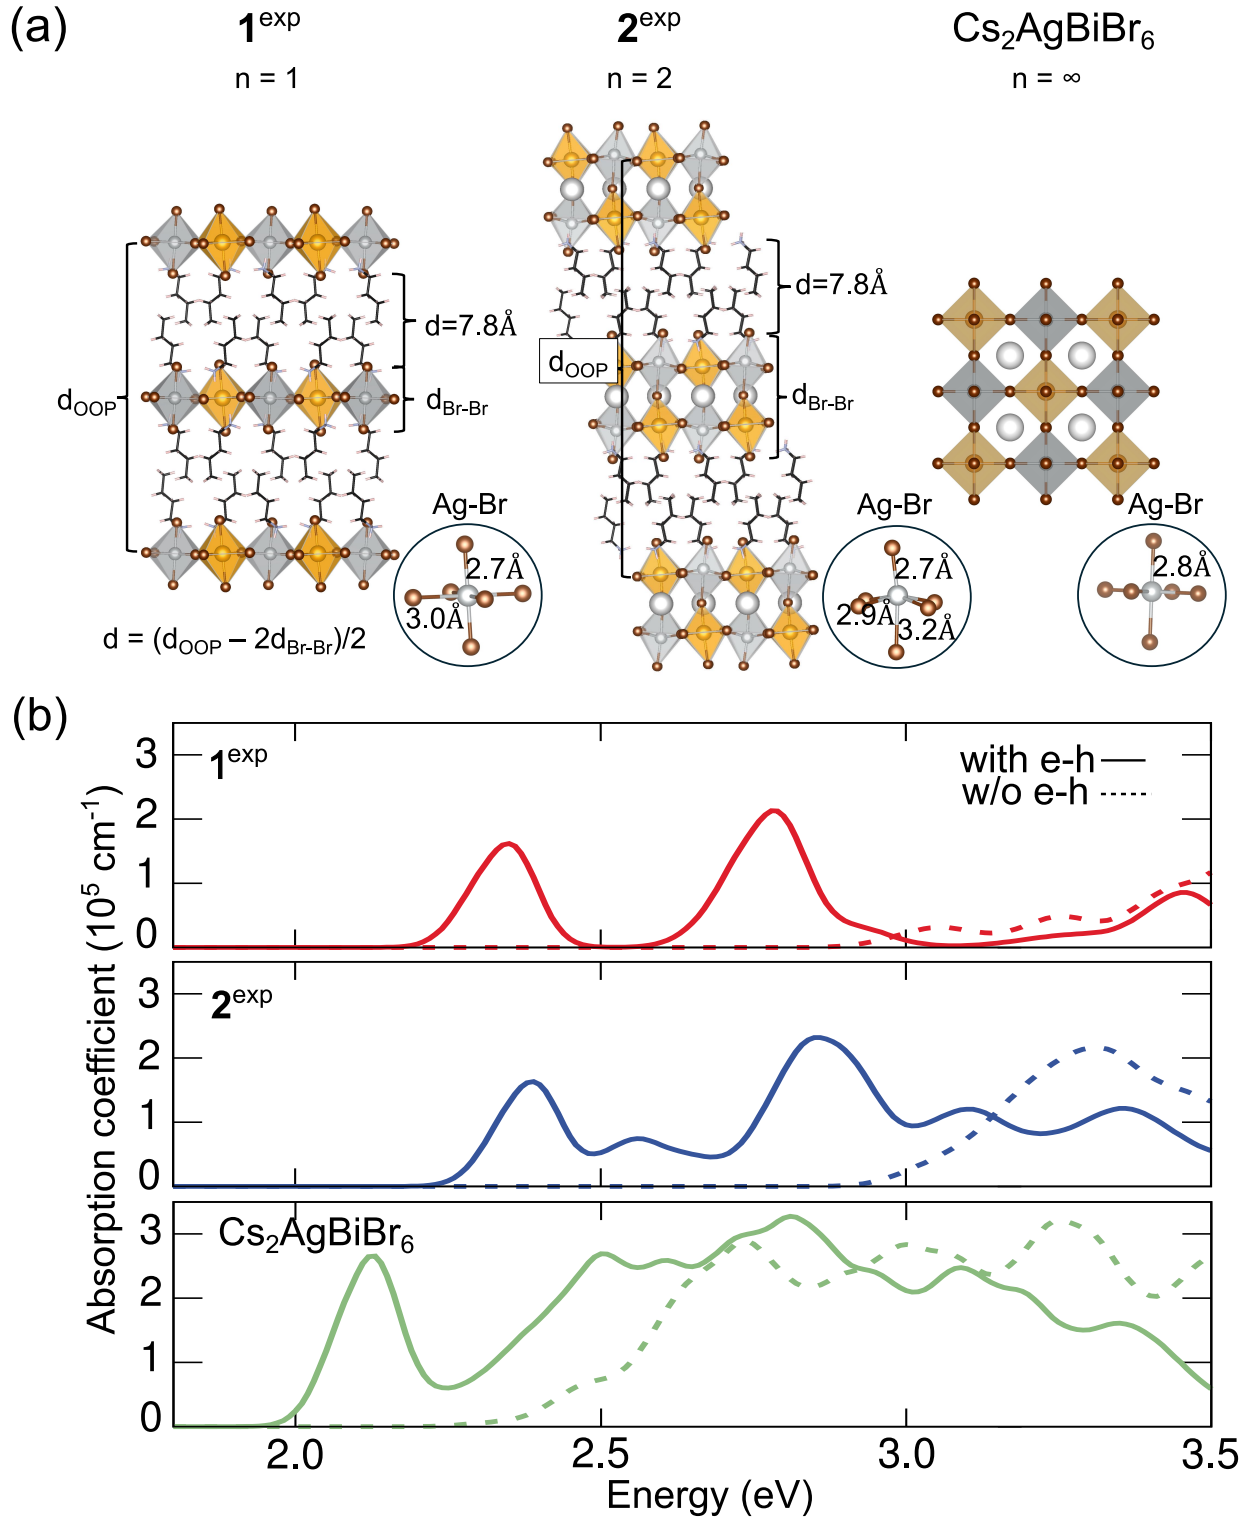 (a)
1exp
2exp
Cs2AgBiBr6
n = 1
n = 2
n = ∞
dOOP
d=7.8Å
dBr-Br
d = (dOOP – 2dBr-Br)/2
Ag-Br
2.7Å
3.0Å
dOOP
d=7.8Å
dBr-Br
Ag-Br
2.7Å
2.9Å
3.2Å
Ag-Br
2.8Å
(b)
Absorption coefficient (10⁵ cm⁻¹)
1exp
with e-h
w/o e-h
3
2
1
0
2exp
3
2
1
0
Cs2AgBiBr6
3
2
1
0
2.0
2.5
3.0
3.5
Energy (eV)